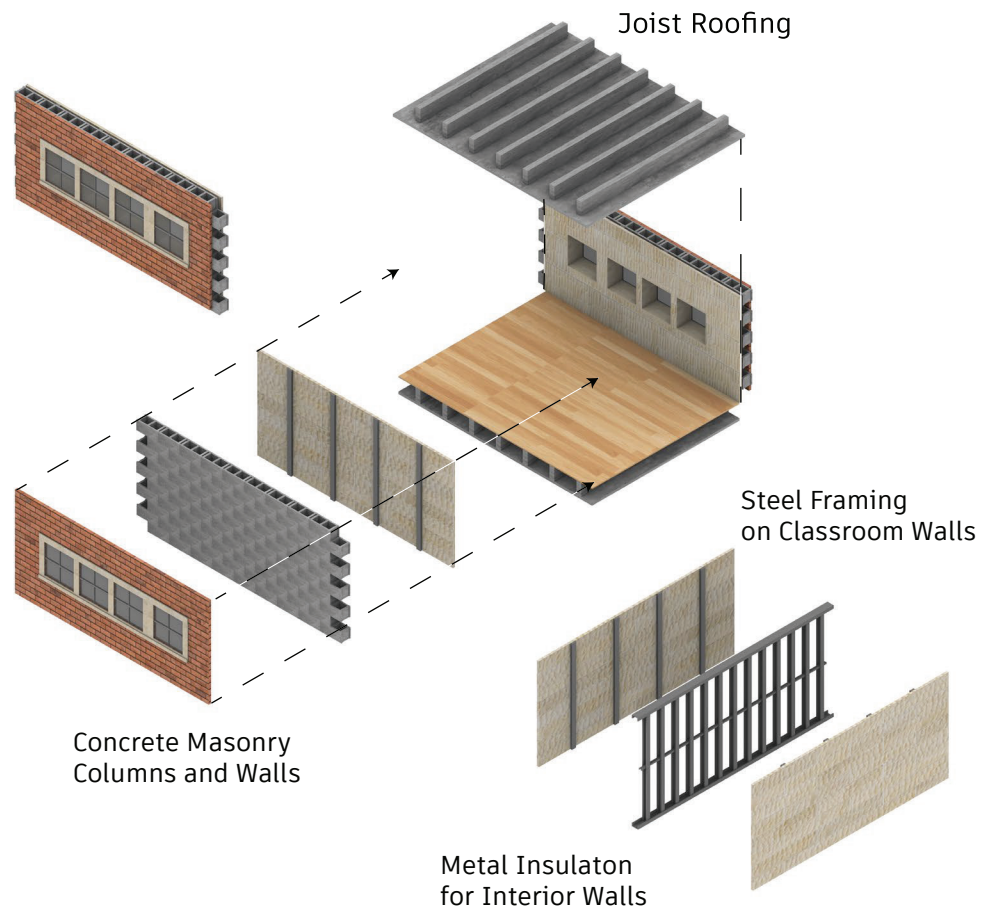 Joist Roofing
Steel Framing
on Classroom Walls
Concrete Masonry
Columns and Walls
Metal Insulaton
for Interior Walls